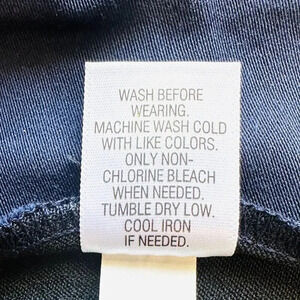 WASH BEFORE
WEARING.
MACHINE WASH COLD
WITH LIKE COLORS.
ONLY NON-
CHLORINE BLEACH
WHEN NEEDED.
TUMBLE DRY LOW.
COOL IRON
IF NEEDED.